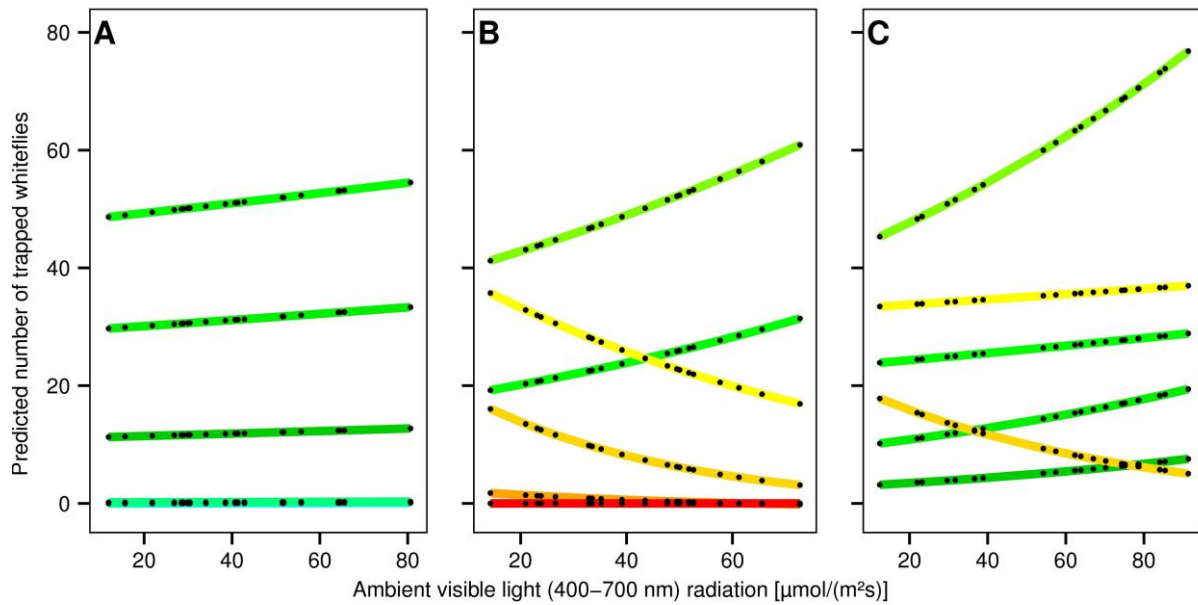 A B C
80
60
40
20
0
Predicted number of trapped whiteflies
20 40 60 80 20 40 60 20 40 60 80
Ambient visible light (400–700 nm) radiation [µmol/(m²s)]